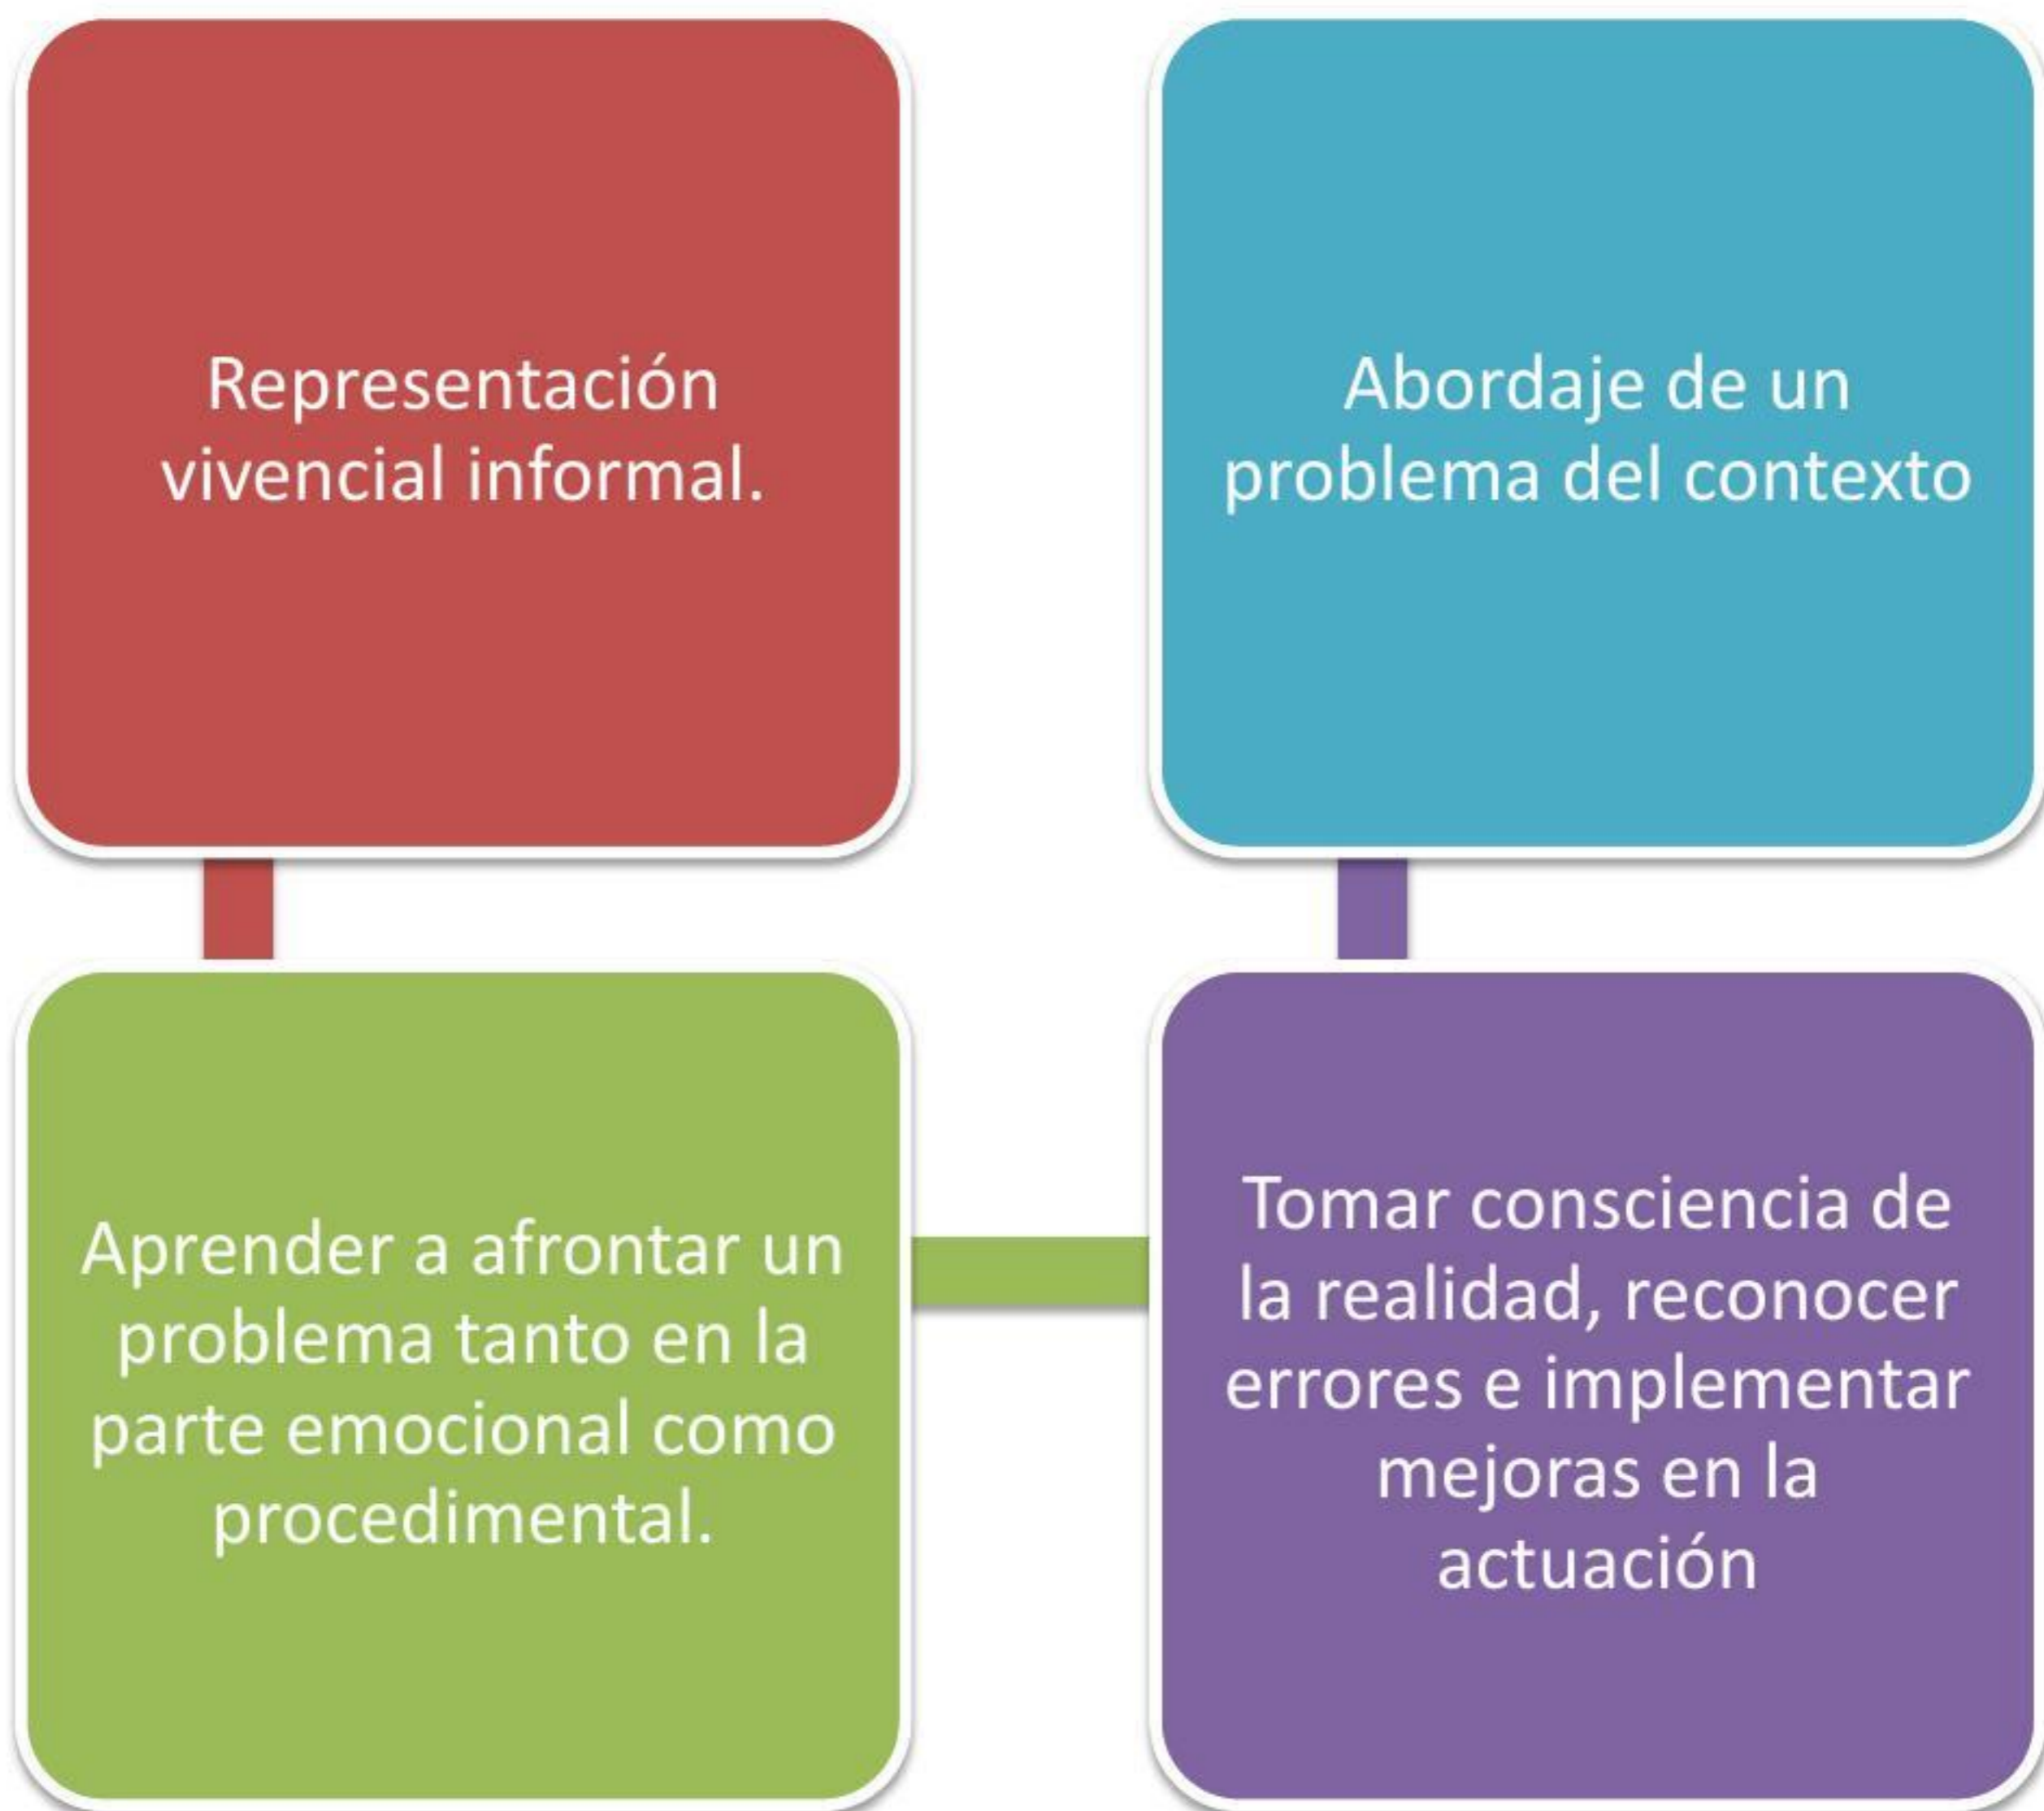 Representación
vivencial informal.
Abordaje de un
problema del contexto
Aprender a afrontar un
problema tanto en la
parte emocional como
procedimental.
Tomar consciencia de
la realidad, reconocer
errores e implementar
mejoras en la
actuación